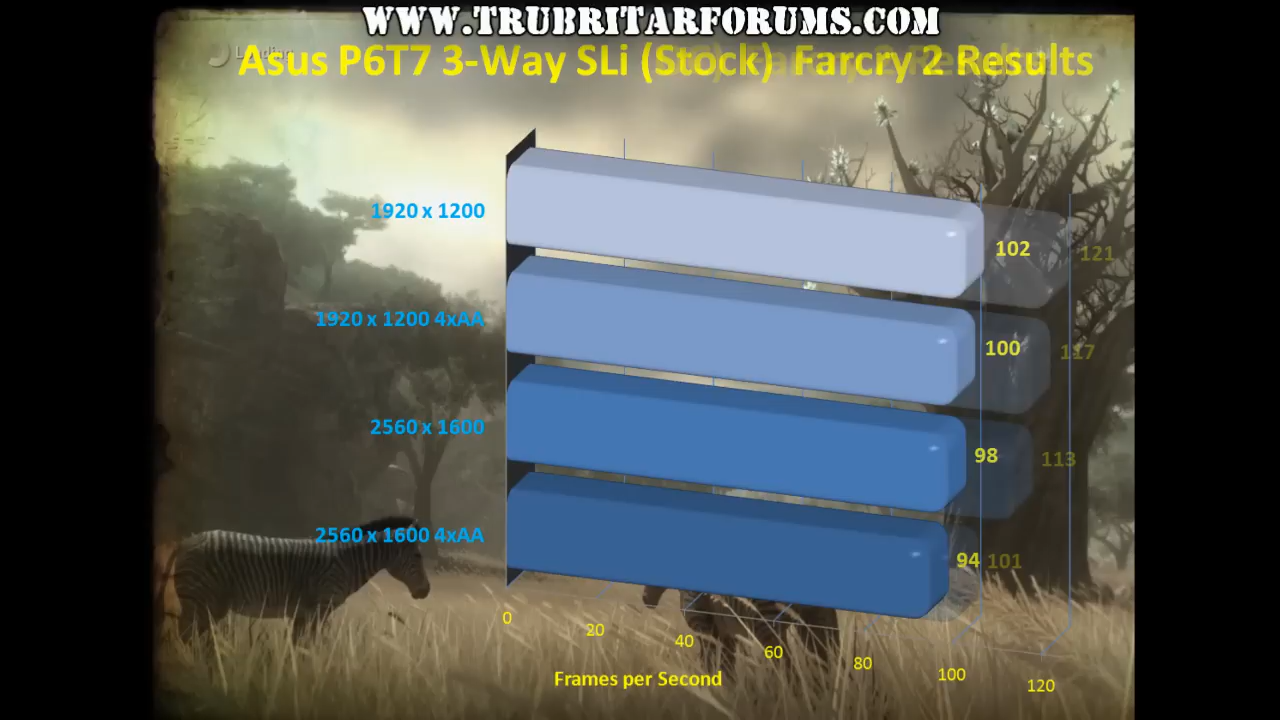 WWW.TRUBRITARFORUMS.COM
Loading
Asus P6T7 3-Way SLi (Stock) Farcry 2 Results
1920 x 1200
102
121
1920 x 1200 4xAA
100
117
2560 x 1600
98
113
2560 x 1600 4xAA
94
101
0
20
40
60
80
100
120
Frames per Second